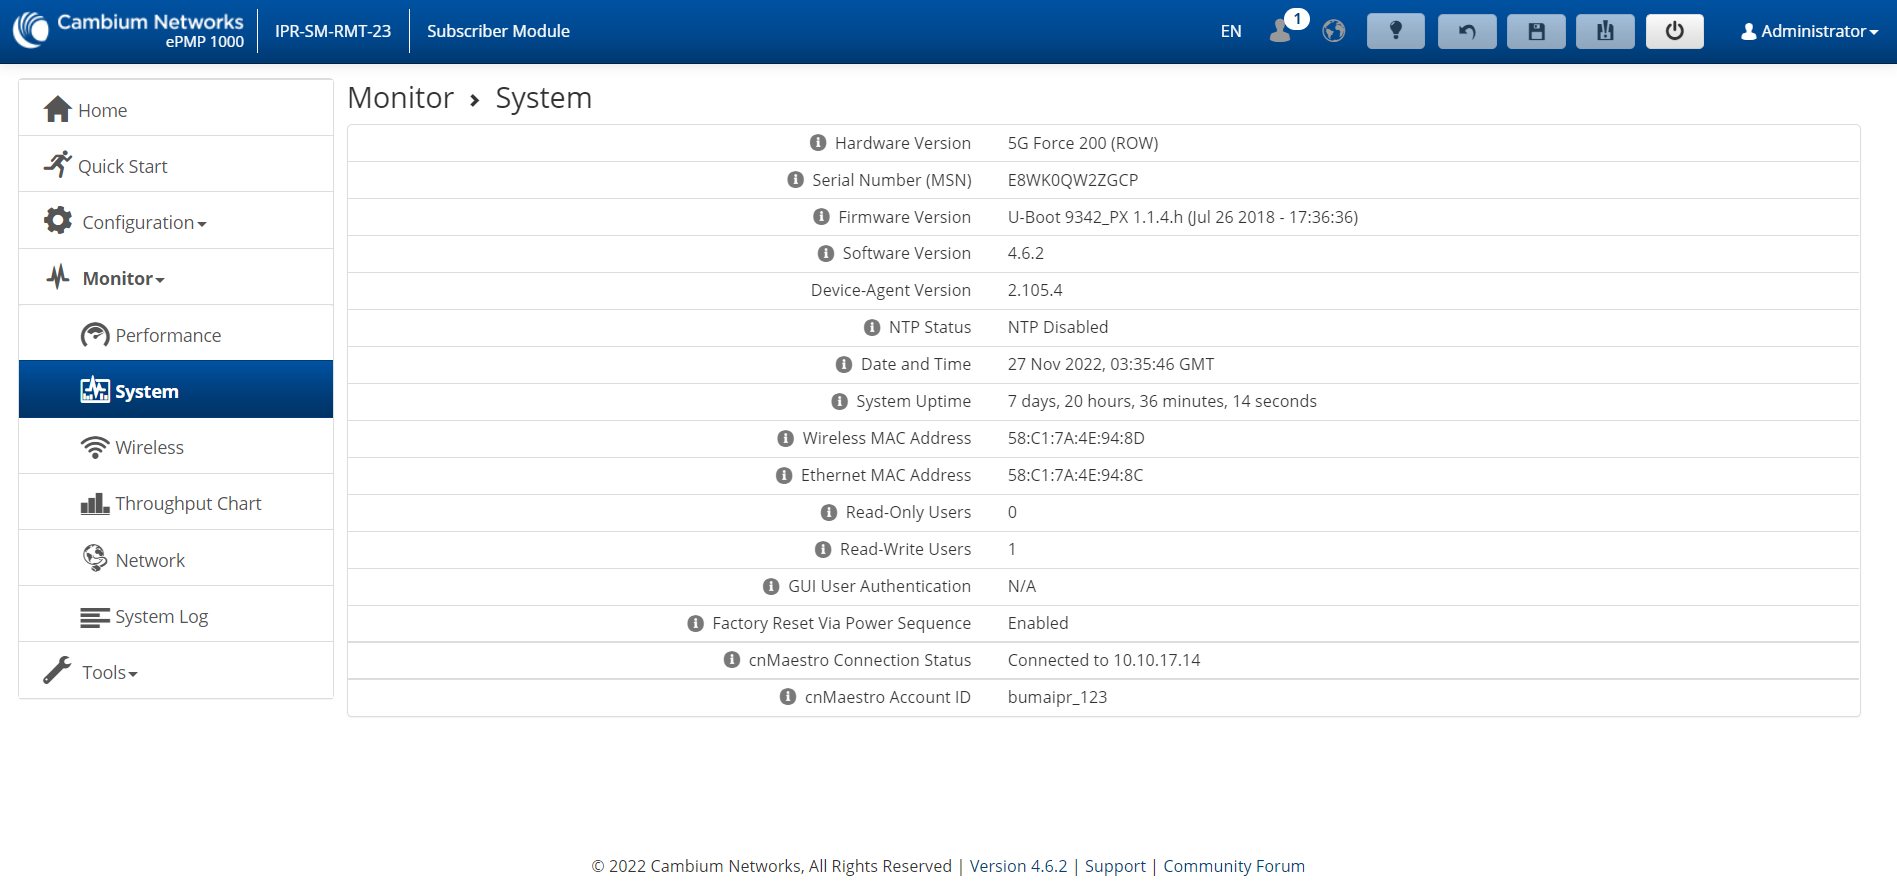 Cambium Networks
ePMP 1000
IPR-SM-RMT-23
Subscriber Module
EN
1
Administrator
Home
Quick Start
Configuration
Monitor
Performance
System
Wireless
Throughput Chart
Network
System Log
Tools
Monitor › System
Hardware Version 5G Force 200 (ROW)
Serial Number (MSN) E8WK0QW2ZGCP
Firmware Version U-Boot 9342_PX 1.1.4.h (Jul 26 2018 - 17:36:36)
Software Version 4.6.2
Device-Agent Version 2.105.4
NTP Status NTP Disabled
Date and Time 27 Nov 2022, 03:35:46 GMT
System Uptime 7 days, 20 hours, 36 minutes, 14 seconds
Wireless MAC Address 58:C1:7A:4E:94:8D
Ethernet MAC Address 58:C1:7A:4E:94:8C
Read-Only Users 0
Read-Write Users 1
GUI User Authentication N/A
Factory Reset Via Power Sequence Enabled
cnMaestro Connection Status Connected to 10.10.17.14
cnMaestro Account ID bumaipr_123
© 2022 Cambium Networks, All Rights Reserved | Version 4.6.2 | Support | Community Forum